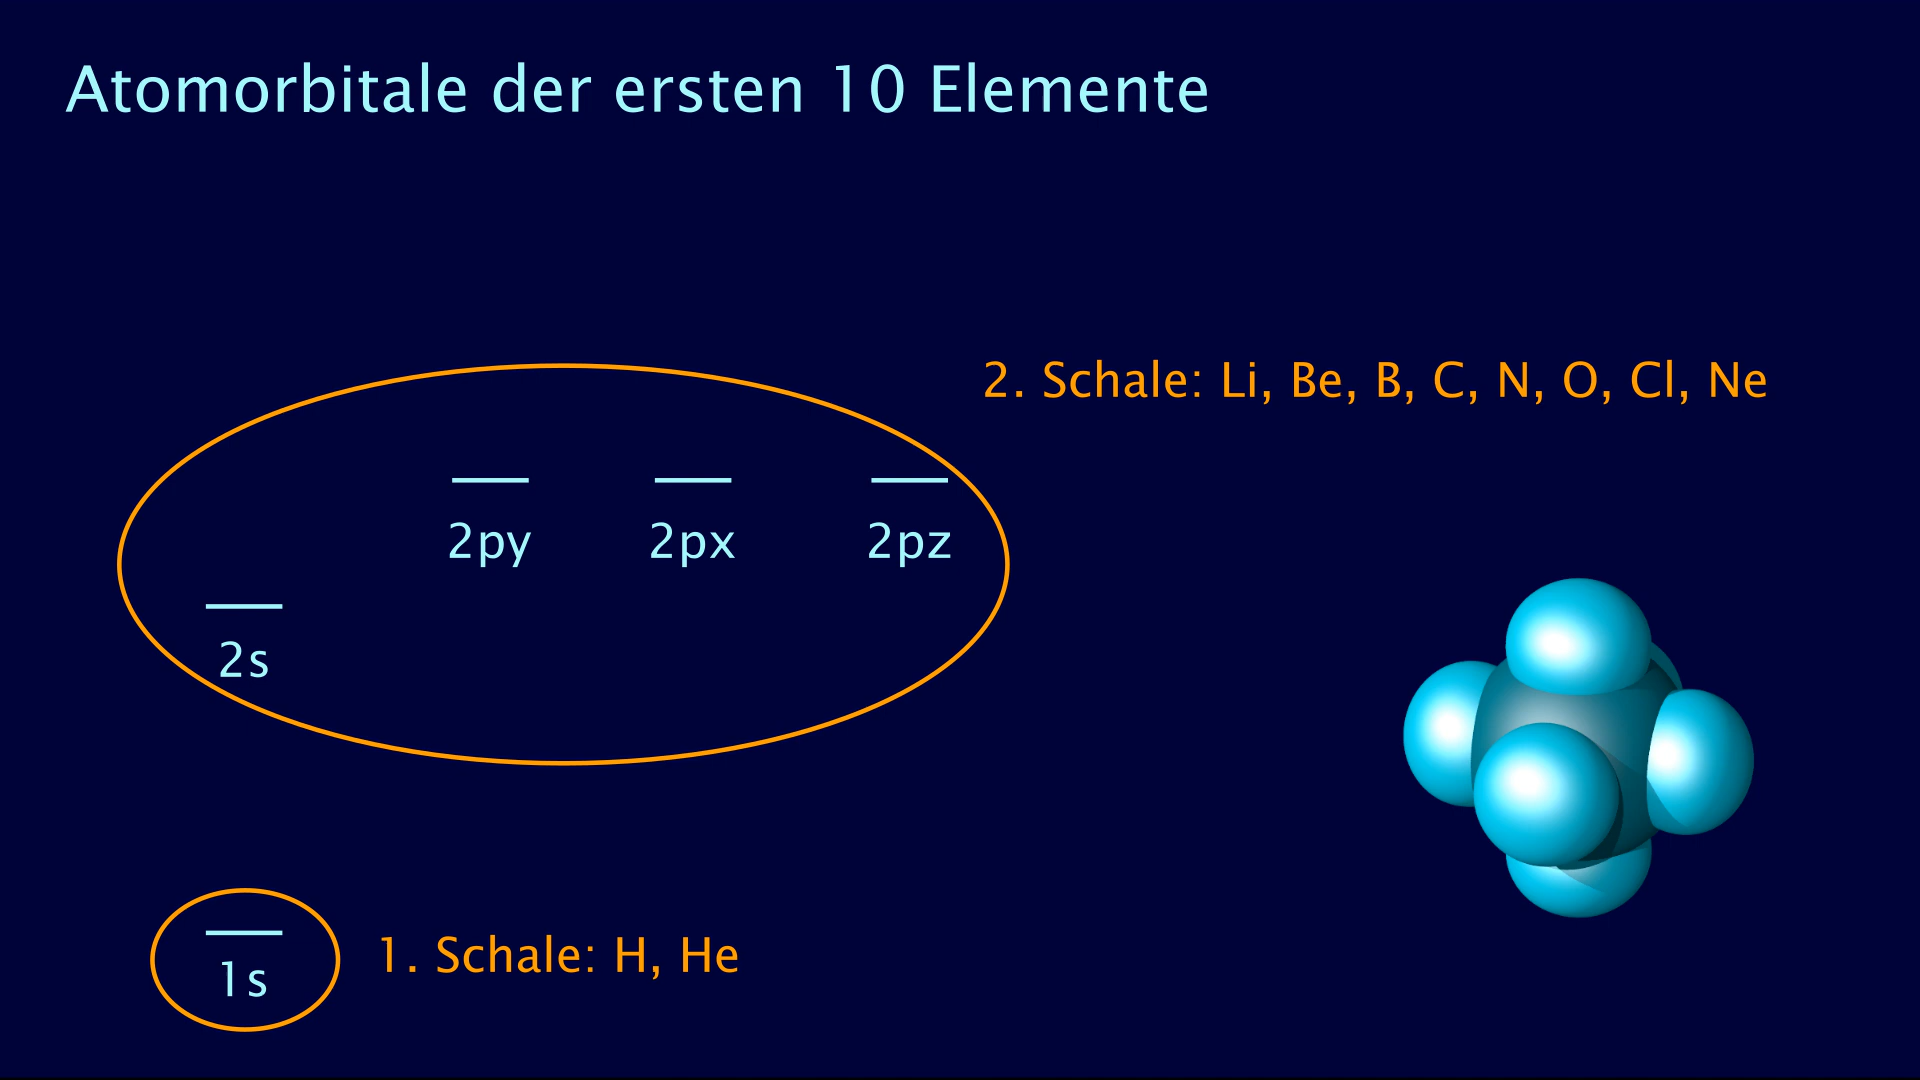 Atomorbitale der ersten 10 Elemente
2. Schale: Li, Be, B, C, N, O, Cl, Ne
2py 2px 2pz
2s
1. Schale: H, He
1s